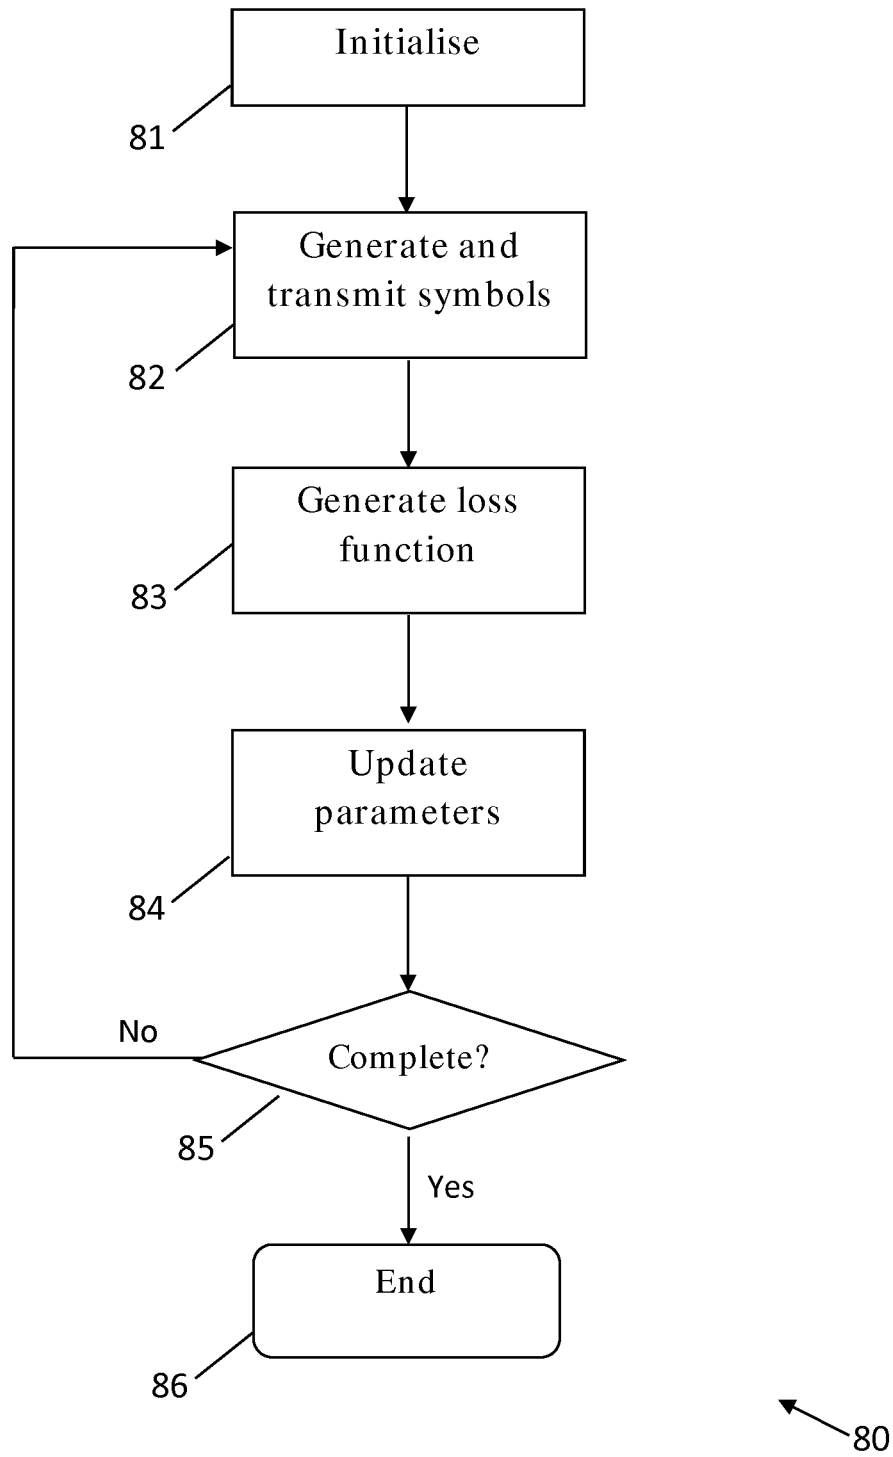 Initialise
81
Generate and
transmit symbols
82
Generate loss
function
83
Update
parameters
84
No
Complete?
85
Yes
End
86
80